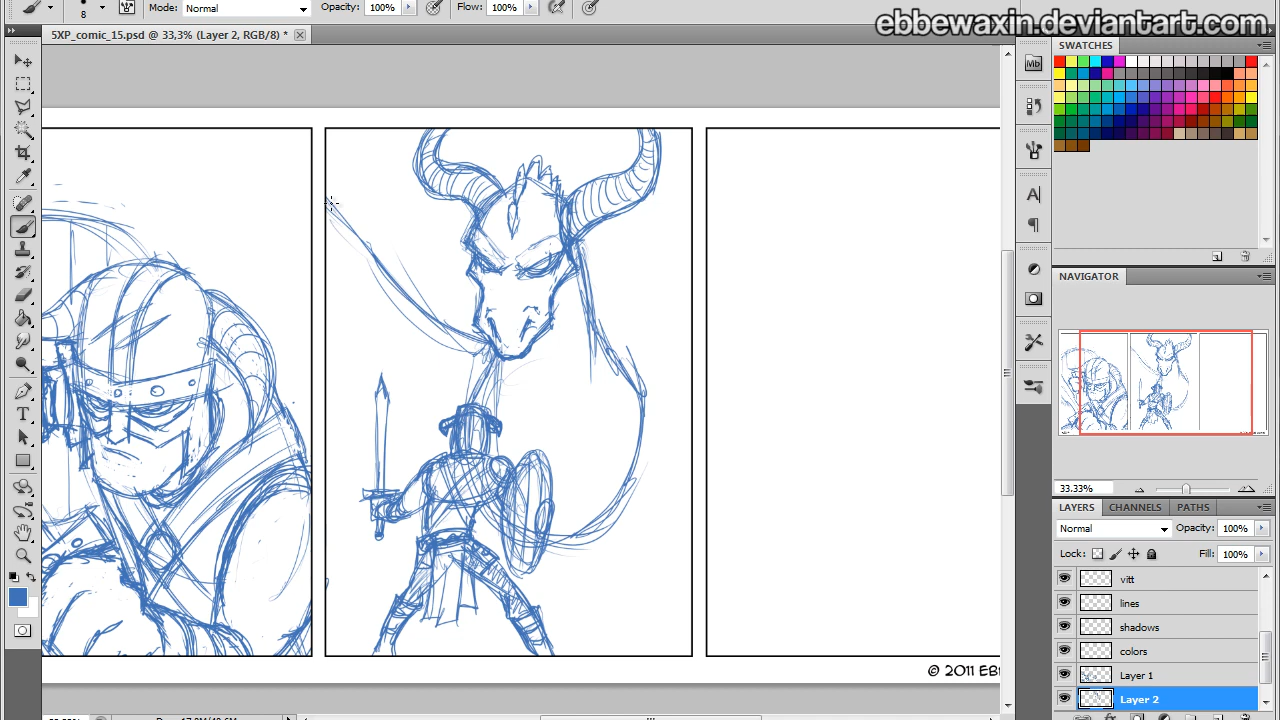 ebbewaxin.deviantart.com
8
Mode: Normal
Opacity: 100%
Flow: 100%
5XP_comic_15.psd @ 33,3% (Layer 2, RGB/8) *
SWATCHES
Mb
A
NAVIGATOR
33.33%
LAYERS CHANNELS PATHS
Normal Opacity: 100%
Lock: Fill: 100%
vitt
lines
shadows
colors
Layer 1
Layer 2
T
© 2011 EB